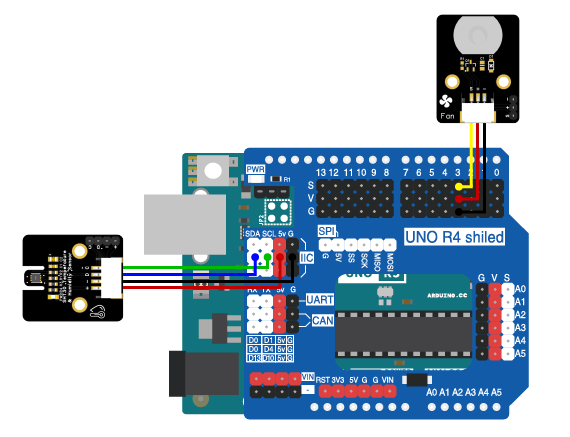 Fan
PWR
R1
JP2
13 12 11 10 9 8
7 6 5 4 3 2 1 0
S
V
G
SDA SCL 5v G
IIC
SPI
G
5V
SS
SCK
MISO
MOSI
UNO R4 shiled
RX TX 5v G
UART
CAN
D0 D1 5v G
D0 D4 5v G
D13 D10 5v G
ARDUINO.CC
G V S
A0
A1
A2
A3
A4
A5
VIN
-
RST 3V3 5V G G VIN
A0 A1 A2 A3 A4 A5